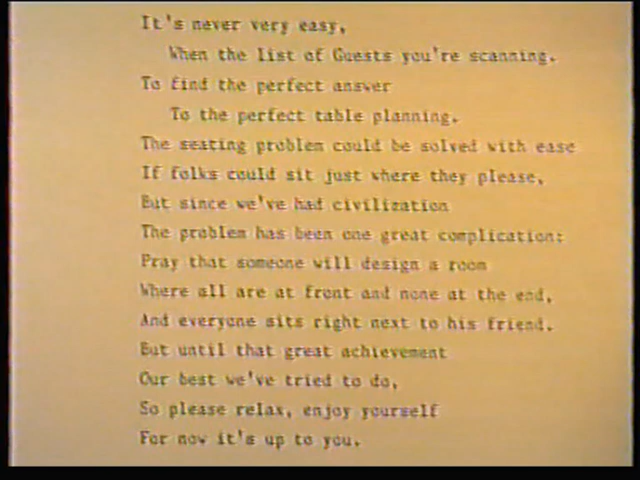 It's never very easy,
When the list of Guests you're scanning.
To find the perfect answer
To the perfect table planning.
The seating problem could be solved with ease
If folks could sit just where they please,
But since we've had civilization
The problem has been one great complication:
Pray that someone will design a room
Where all are at front and none at the end,
And everyone sits right next to his friend.
But until that great achievement
Our best we've tried to do,
So please relax, enjoy yourself
For now it's up to you.